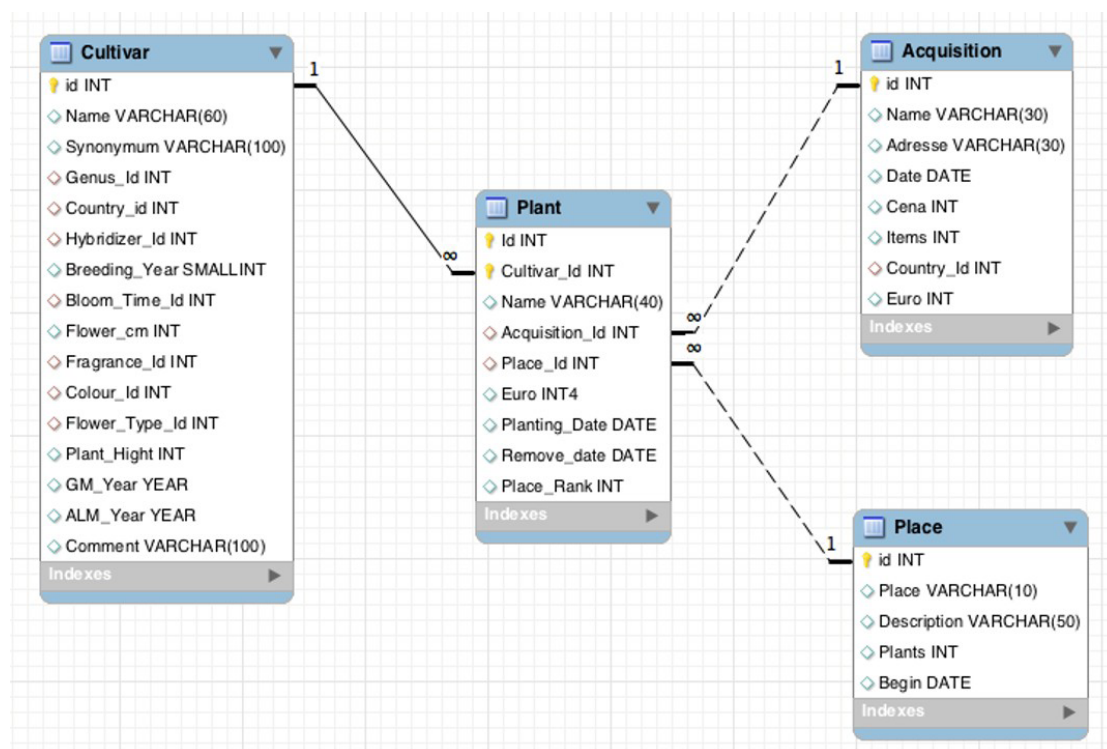 Cultivar
id INT
Name VARCHAR(60)
Synonymum VARCHAR(100)
Genus_Id INT
Country_id INT
Hybridizer_Id INT
Breeding_Year SMALLINT
Bloom_Time_Id INT
Flower_cm INT
Fragrance_Id INT
Colour_Id INT
Flower_Type_Id INT
Plant_Hight INT
GM_Year YEAR
ALM_Year YEAR
Comment VARCHAR(100)
Indexes
1
∞
Plant
Id INT
Cultivar_Id INT
Name VARCHAR(40)
Acquisition_Id INT
Place_Id INT
Euro INT4
Planting_Date DATE
Remove_date DATE
Place_Rank INT
Indexes
∞
∞
1
Acquisition
id INT
Name VARCHAR(30)
Adresse VARCHAR(30)
Date DATE
Cena INT
Items INT
Country_Id INT
Euro INT
Indexes
1
Place
id INT
Place VARCHAR(10)
Description VARCHAR(50)
Plants INT
Begin DATE
Indexes